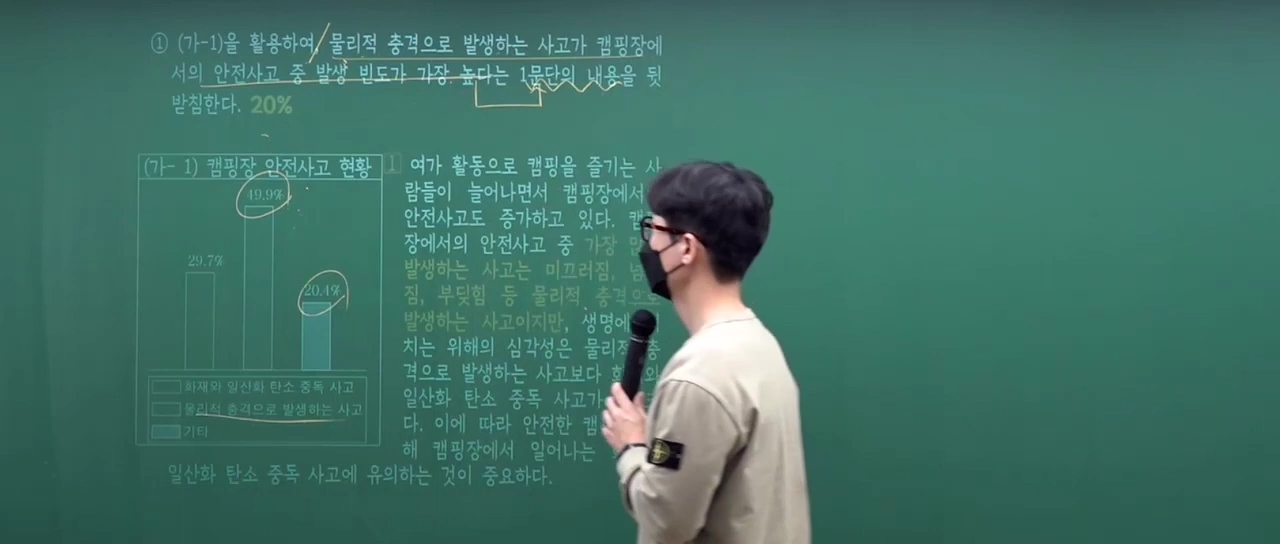 ① (가-1)을 활용하여, 물리적 충격으로 발생하는 사고가 캠핑장에
서의 안전사고 중 발생 빈도가 가장 높다는 1문단의 내용을 뒷
받침한다. 20%
(가- 1) 캠핑장 안전사고 현황
49.9%
29.7%
20.4%
화재와 일산화 탄소 중독 사고
물리적 충격으로 발생하는 사고
기타
1 여가 활동으로 캠핑을 즐기는 사
람들이 늘어나면서 캠핑장에서
안전사고도 증가하고 있다.
장에서의 안전사고 중 가장
발생하는 사고는 미끄러짐,
짐, 부딪힘 등 물리적 충격으로
발생하는 사고이지만,
치는 위해의 심각성은
격으로 발생하는 사고보다
일산화 탄소 중독 사고가
다. 이에 따라 안전한
해 캠핑장에서 일어나는
일산화 탄소 중독 사고에 유의하는 것이 중요하다.